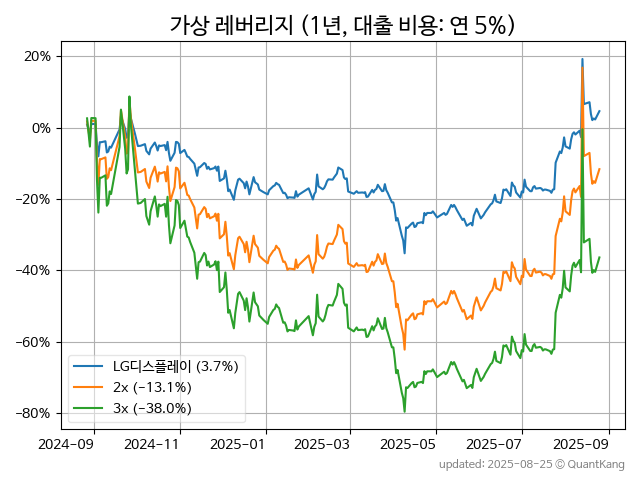 가상 레버리지 (1년, 대출 비용: 연 5%)
20%
0%
−20%
−40%
−60%
−80%
LG디스플레이 (3.7%)
2x (−13.1%)
3x (−38.0%)
2024-09 2024-11 2025-01 2025-03 2025-05 2025-07 2025-09
updated: 2025-08-25 © QuantKang